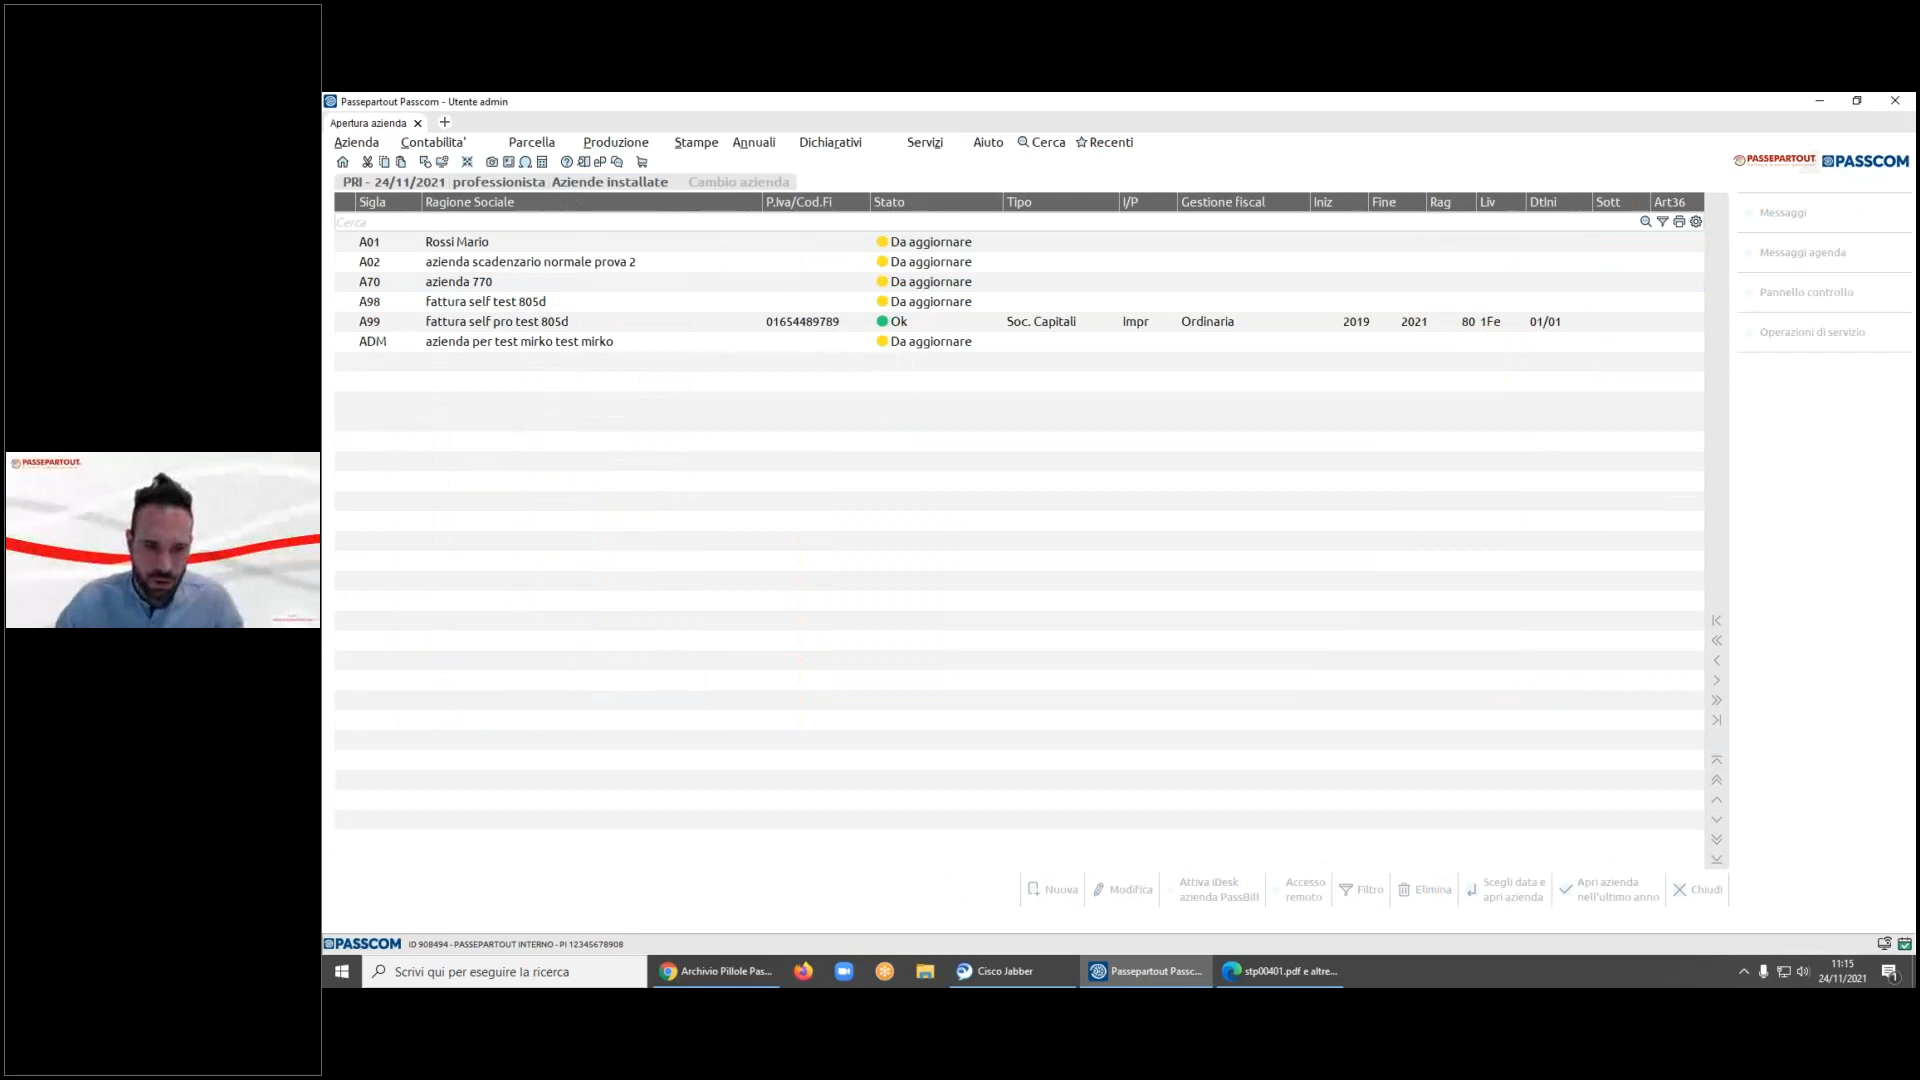 PASSEPARTOUT
Passepartout Passcom - Utente admin
Apertura azienda
Azienda Contabilita' Parcella Produzione Stampe Annuali Dichiarativi Servizi Aiuto Cerca Recenti
PASSEPARTOUT PASSCOM
PRI - 24/11/2021 professionista Aziende installate Cambio azienda
Sigla Ragione Sociale P.Iva/Cod.Fi Stato Tipo I/P Gestione fiscal Iniz Fine Rag Liv DtIni Sott Art36
Cerca
A01 Rossi Mario Da aggiornare
A02 azienda scadenzario normale prova 2 Da aggiornare
A70 azienda 770 Da aggiornare
A98 fattura self test 805d Da aggiornare
A99 fattura self pro test 805d 01654489789 Ok Soc. Capitali Impr Ordinaria 2019 2021 80 1Fe 01/01
ADM azienda per test mirko test mirko Da aggiornare
Messaggi
Messaggi agenda
Pannello controllo
Operazioni di servizio
Nuova
Modifica
Attiva iDesk
azienda PassBill
Accesso
remoto
Filtro
Elimina
Scegli data e
apri azienda
Apri azienda
nell'ultimo anno
Chiudi
PASSCOM ID 908494 - PASSEPARTOUT INTERNO - PI 12345678908
Scrivi qui per eseguire la ricerca
Archivio Pillole Pas...
Cisco Jabber
Passepartout Passc...
stp00401.pdf e altre...
11:15
24/11/2021
1